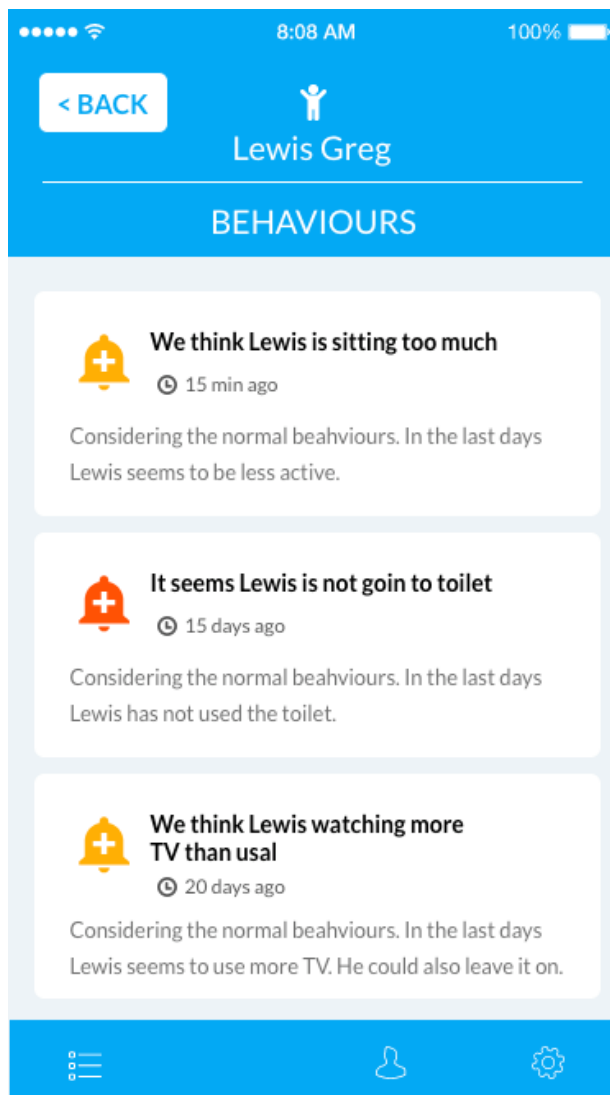 8:08 AM
100%
< BACK
Lewis Greg
BEHAVIOURS
We think Lewis is sitting too much
15 min ago
Considering the normal beahviours. In the last days
Lewis seems to be less active.
It seems Lewis is not goin to toilet
15 days ago
Considering the normal beahviours. In the last days
Lewis has not used the toilet.
We think Lewis watching more
TV than usal
20 days ago
Considering the normal beahviours. In the last days
Lewis seems to use more TV. He could also leave it on.